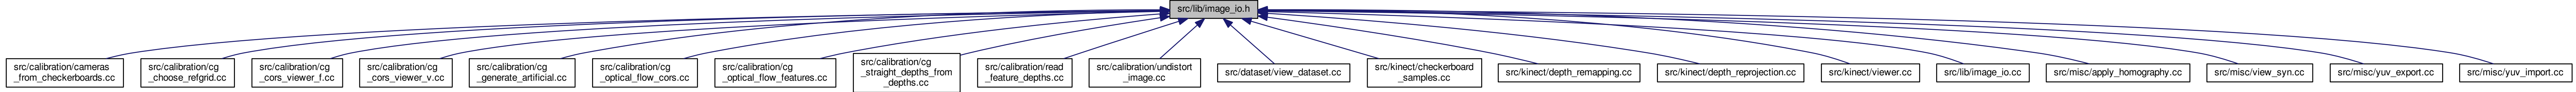 src/lib/image_io.h
src/calibration/cameras
_from_checkerboards.cc
src/calibration/cg
_choose_refgrid.cc
src/calibration/cg
_cors_viewer_f.cc
src/calibration/cg
_cors_viewer_v.cc
src/calibration/cg
_generate_artificial.cc
src/calibration/cg
_optical_flow_cors.cc
src/calibration/cg
_optical_flow_features.cc
src/calibration/cg
_straight_depths_from
_depths.cc
src/calibration/read
_feature_depths.cc
src/calibration/undistort
_image.cc
src/dataset/view_dataset.cc
src/kinect/checkerboard
_samples.cc
src/kinect/depth_remapping.cc
src/kinect/depth_reprojection.cc
src/kinect/viewer.cc
src/lib/image_io.cc
src/misc/apply_homography.cc
src/misc/view_syn.cc
src/misc/yuv_export.cc
src/misc/yuv_import.cc